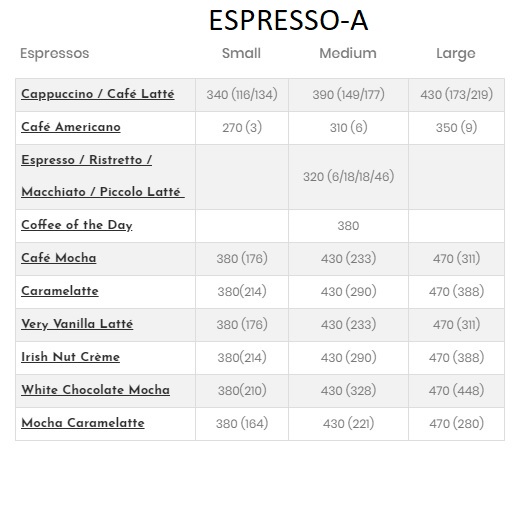 ESPRESSO-A
Espressos Small Medium Large
Cappuccino / Café Latté 340 (116/134) 390 (149/177) 430 (173/219)
Café Americano 270 (3) 310 (6) 350 (9)
Espresso / Ristretto /
Macchiato / Piccolo Latté 320 (6/18/18/46)
Coffee of the Day 380
Café Mocha 380 (176) 430 (233) 470 (311)
Caramelatte 380(214) 430 (290) 470 (388)
Very Vanilla Latté 380 (176) 430 (233) 470 (311)
Irish Nut Crème 380(214) 430 (290) 470 (388)
White Chocolate Mocha 380(210) 430 (328) 470 (448)
Mocha Caramelatte 380 (164) 430 (221) 470 (280)